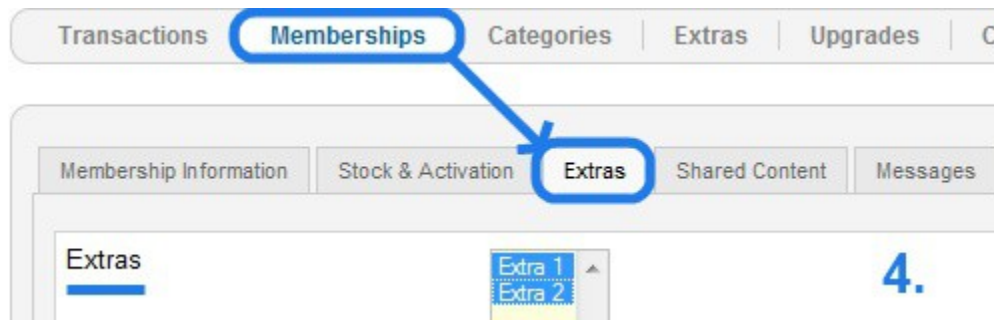 Transactions Memberships Categories Extras Upgrades
Membership Information Stock & Activation Extras Shared Content Messages
Extras
Extra 1
Extra 2
4.